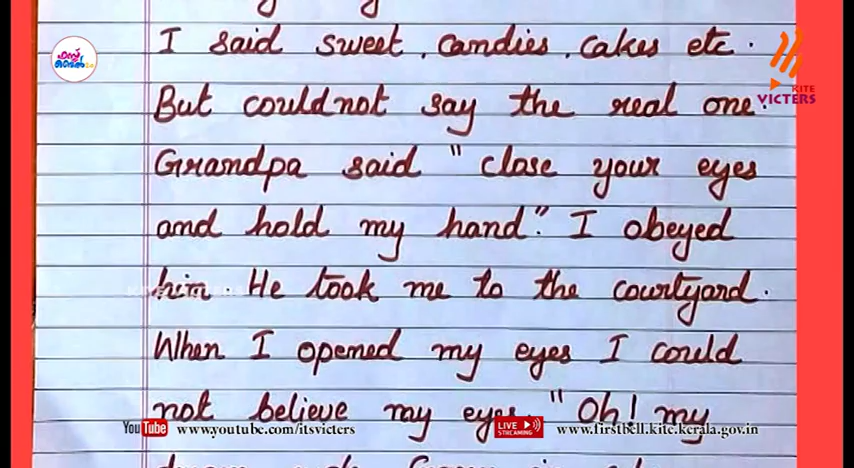 I said sweet, candies, cakes etc.
But couldnot say the real one.
Grandpa said " close your eyes
and hold my hand". I obeyed
him. He took me to the courtyard.
When I opened my eyes I could
not believe my eyes. "Oh! my
KITE
VICTERS
YouTube www.youtube.com/itsvicters
LIVE
STREAMING
www.firstbell.kite.kerala.gov.in